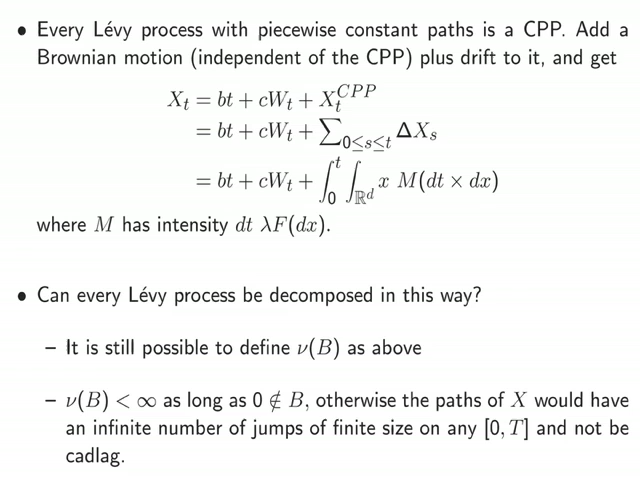 • Every Lévy process with piecewise constant paths is a CPP. Add a
Brownian motion (independent of the CPP) plus drift to it, and get
X_t = bt + cW_t + X_t^{CPP}
= bt + cW_t + ∑_{0≤s≤t} ΔX_s
= bt + cW_t + ∫_0^t ∫_{ℝ^d} x M(dt × dx)
where M has intensity dt λF(dx).
• Can every Lévy process be decomposed in this way?
– It is still possible to define ν(B) as above
– ν(B) < ∞ as long as 0 ∉ B, otherwise the paths of X would have
an infinite number of jumps of finite size on any [0, T] and not be
cadlag.